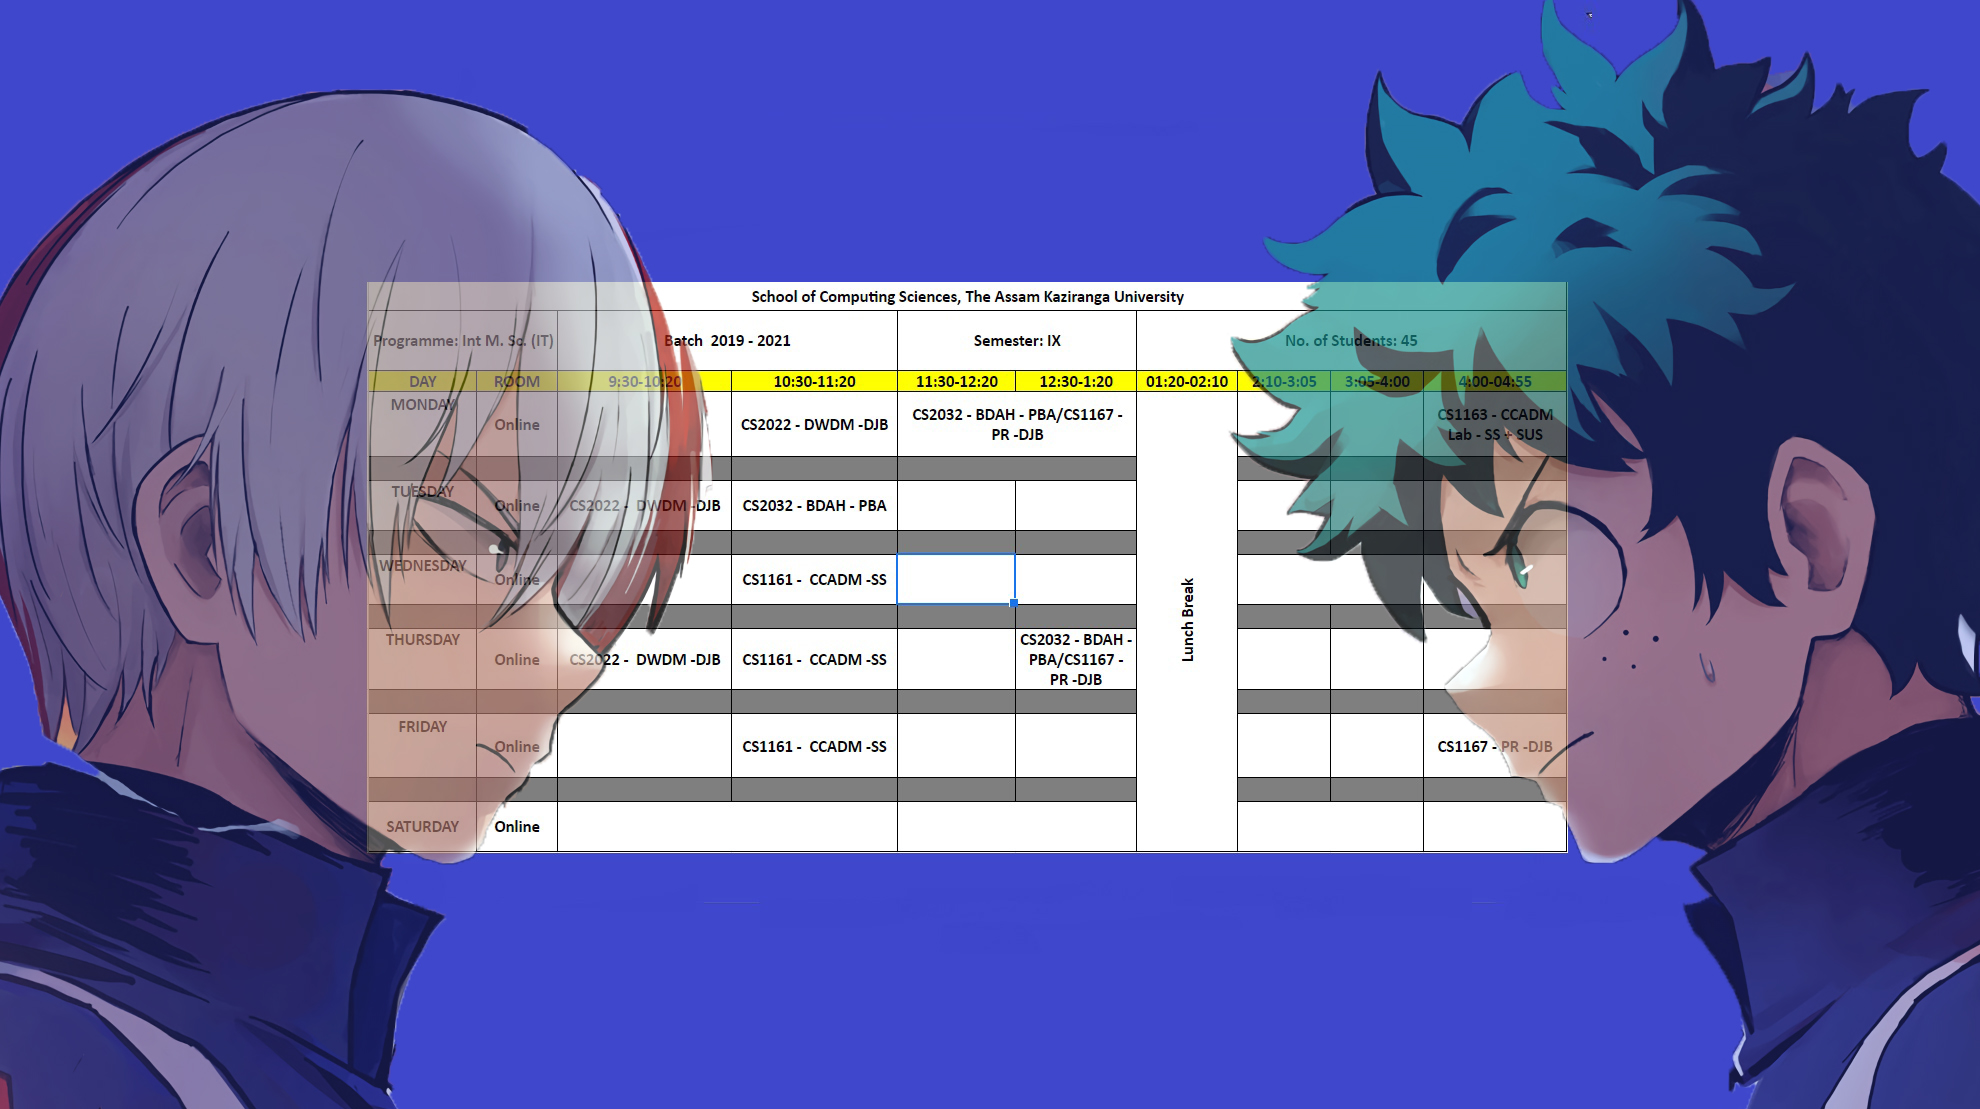 School of Computing Sciences, The Assam Kaziranga University
Programme: Int M. Sc. (IT) Batch 2019 - 2021 Semester: IX No. of Students: 45
DAY ROOM 9:30-10:20 10:30-11:20 11:30-12:20 12:30-1:20 01:20-02:10 2:10-3:05 3:05-4:00 4:00-04:55
MONDAY Online CS2022 - DWDM -DJB CS2032 - BDAH - PBA/CS1167 -
PR -DJB
CS1163 - CCADM
Lab - SS + SUS
Lunch Break
TUESDAY Online CS2022 - DWDM -DJB CS2032 - BDAH - PBA
WEDNESDAY Online CS1161 - CCADM -SS
THURSDAY Online CS2022 - DWDM -DJB CS1161 - CCADM -SS
CS2032 - BDAH -
PBA/CS1167 -
PR -DJB
FRIDAY Online CS1161 - CCADM -SS CS1167 - PR -DJB
SATURDAY Online